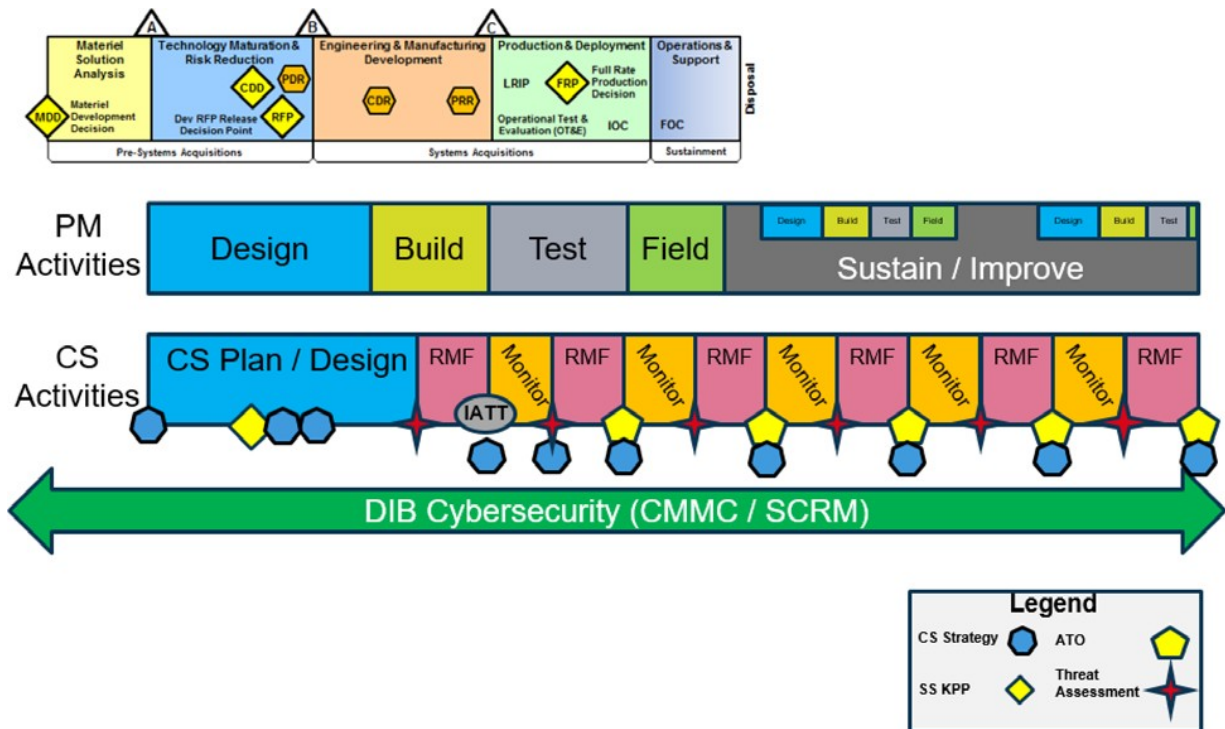 A
B
C
Materiel
Solution
Analysis
MDD
Materiel
Development
Decision
Technology Maturation &
Risk Reduction
CDD
PDR
Dev RFP Release
Decision Point
RFP
Engineering & Manufacturing
Development
CDR
PRR
Production & Deployment
LRIP
FRP
Full Rate
Production
Decision
Operational Test &
Evaluation (OT&E)
IOC
Operations &
Support
FOC
Disposal
Pre-Systems Acquisitions
Systems Acquisitions
Sustainment
PM
Activities
Design
Build
Test
Field
Design
Build
Test
Field
Design
Build
Test
Sustain / Improve
CS
Activities
CS Plan / Design
RMF
Monitor
RMF
Monitor
RMF
Monitor
RMF
Monitor
RMF
Monitor
RMF
IATT
DIB Cybersecurity (CMMC / SCRM)
Legend
CS Strategy
ATO
SS KPP
Threat
Assessment